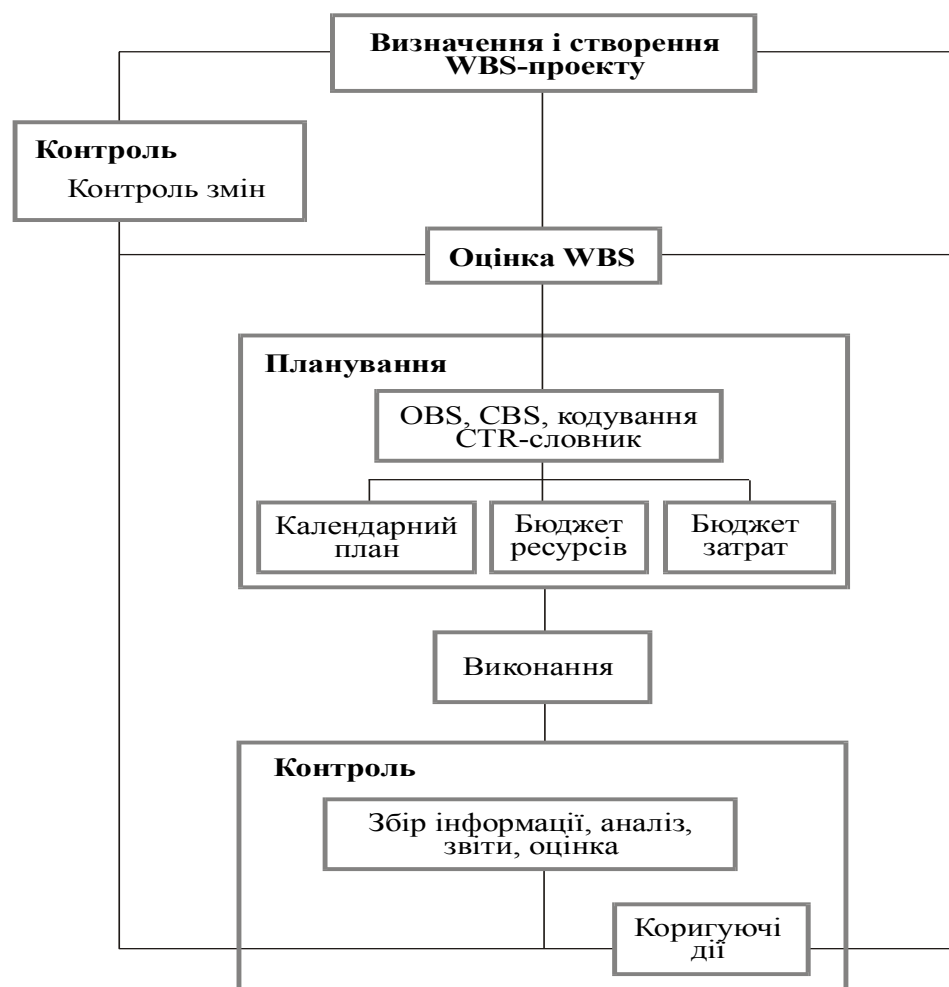 Визначення і створення
WBS-проекту
Контроль
Контроль змін
Оцінка WBS
Планування
OBS, CBS, кодування
CTR-словник
Календарний
план
Бюджет
ресурсів
Бюджет
затрат
Виконання
Контроль
Збір інформації, аналіз,
звіти, оцінка
Коригуючі
дії